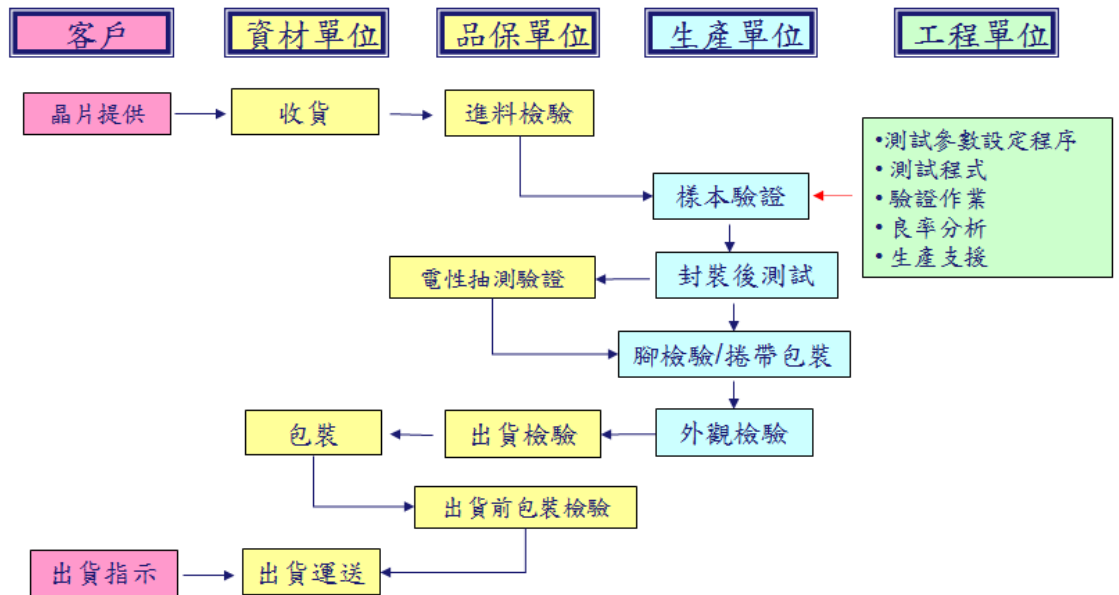 客戶
資材單位
品保單位
生產單位
工程單位
晶片提供
收貨
進料檢驗
•測試參數設定程序
• 測試程式
• 驗證作業
• 良率分析
• 生產支援
樣本驗證
電性抽測驗證
封裝後測試
腳檢驗/捲帶包裝
包裝
出貨檢驗
外觀檢驗
出貨前包裝檢驗
出貨指示
出貨運送